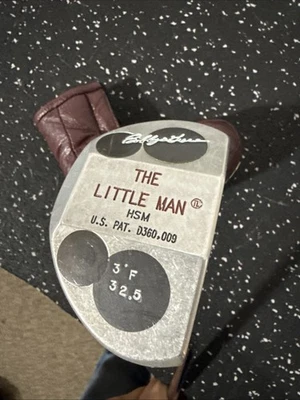 THE
LITTLE MAN
HSM
U.S. PAT. D360,009
3°F
32.5